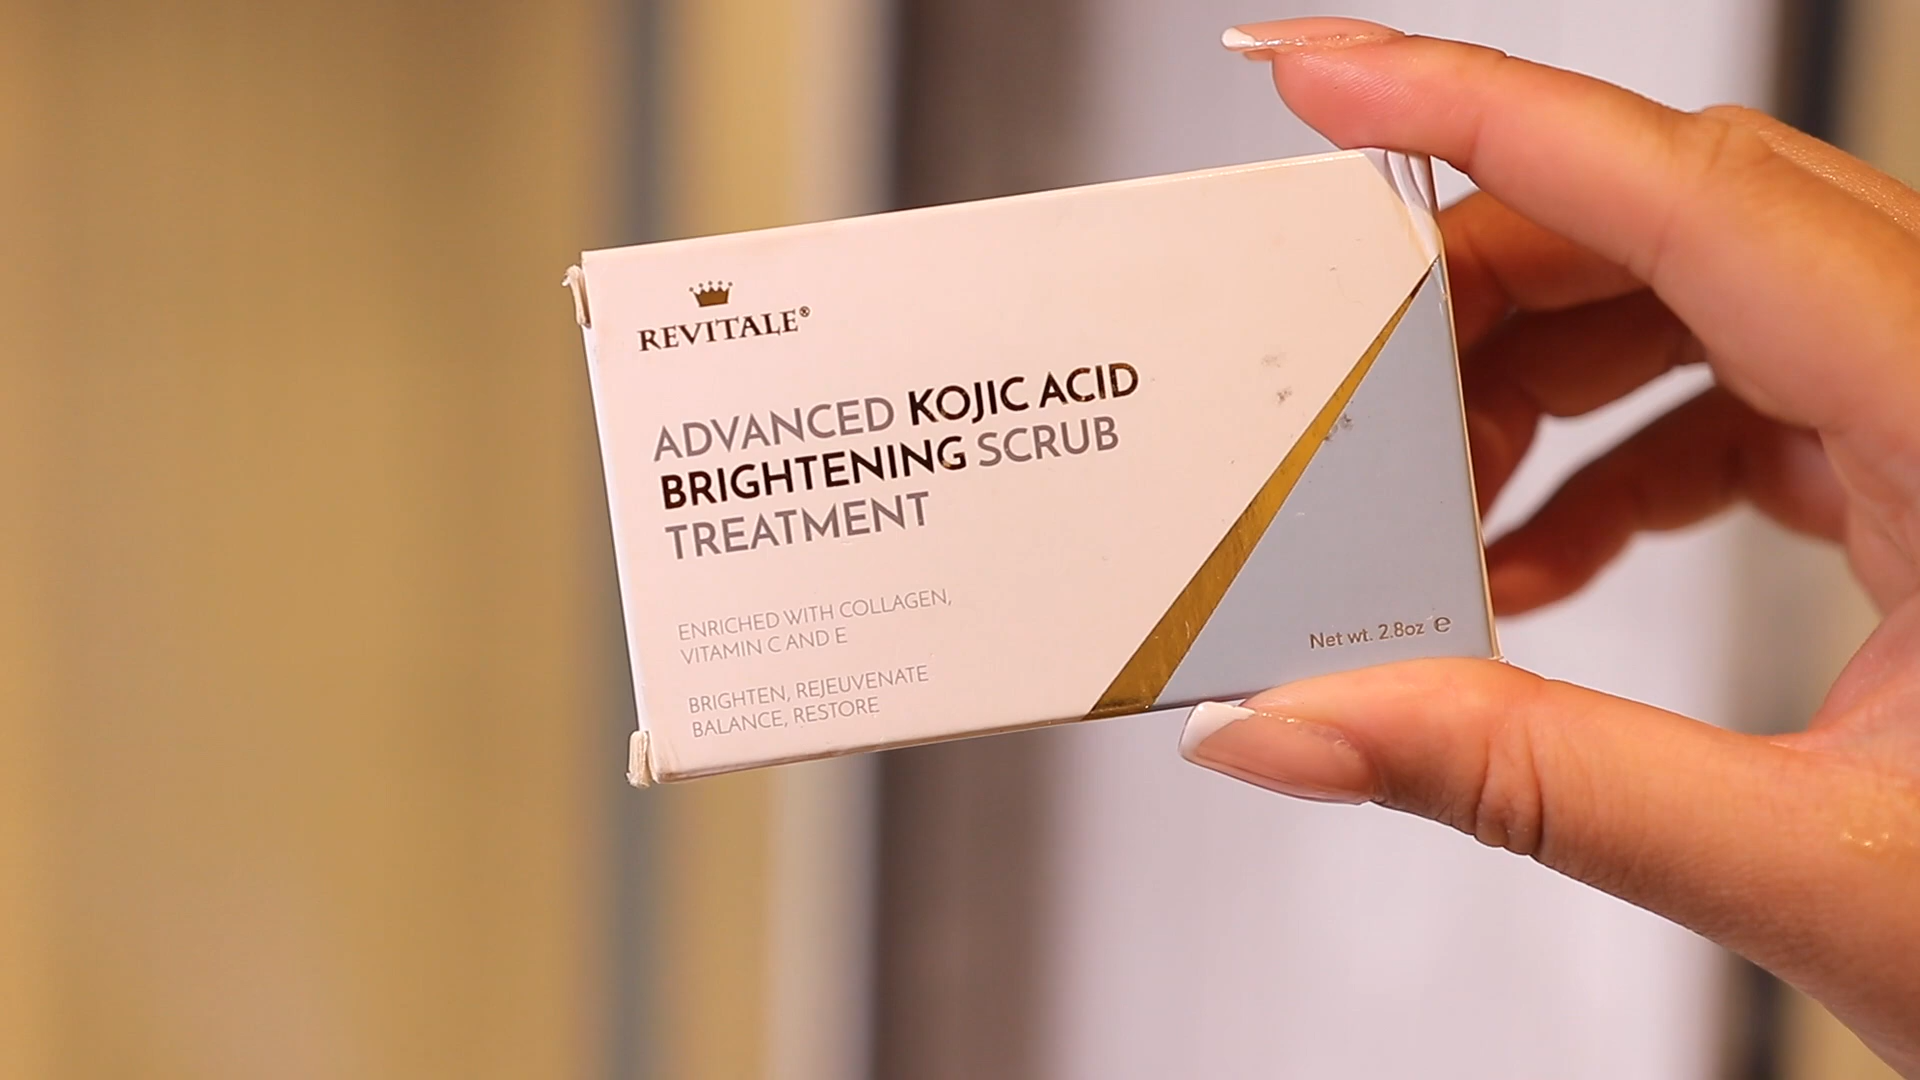 REVITALE®
ADVANCED KOJIC ACID
BRIGHTENING SCRUB
TREATMENT
ENRICHED WITH COLLAGEN,
VITAMIN C AND E
BRIGHTEN, REJEUVENATE
BALANCE, RESTORE
Net wt. 2.8oz ℮